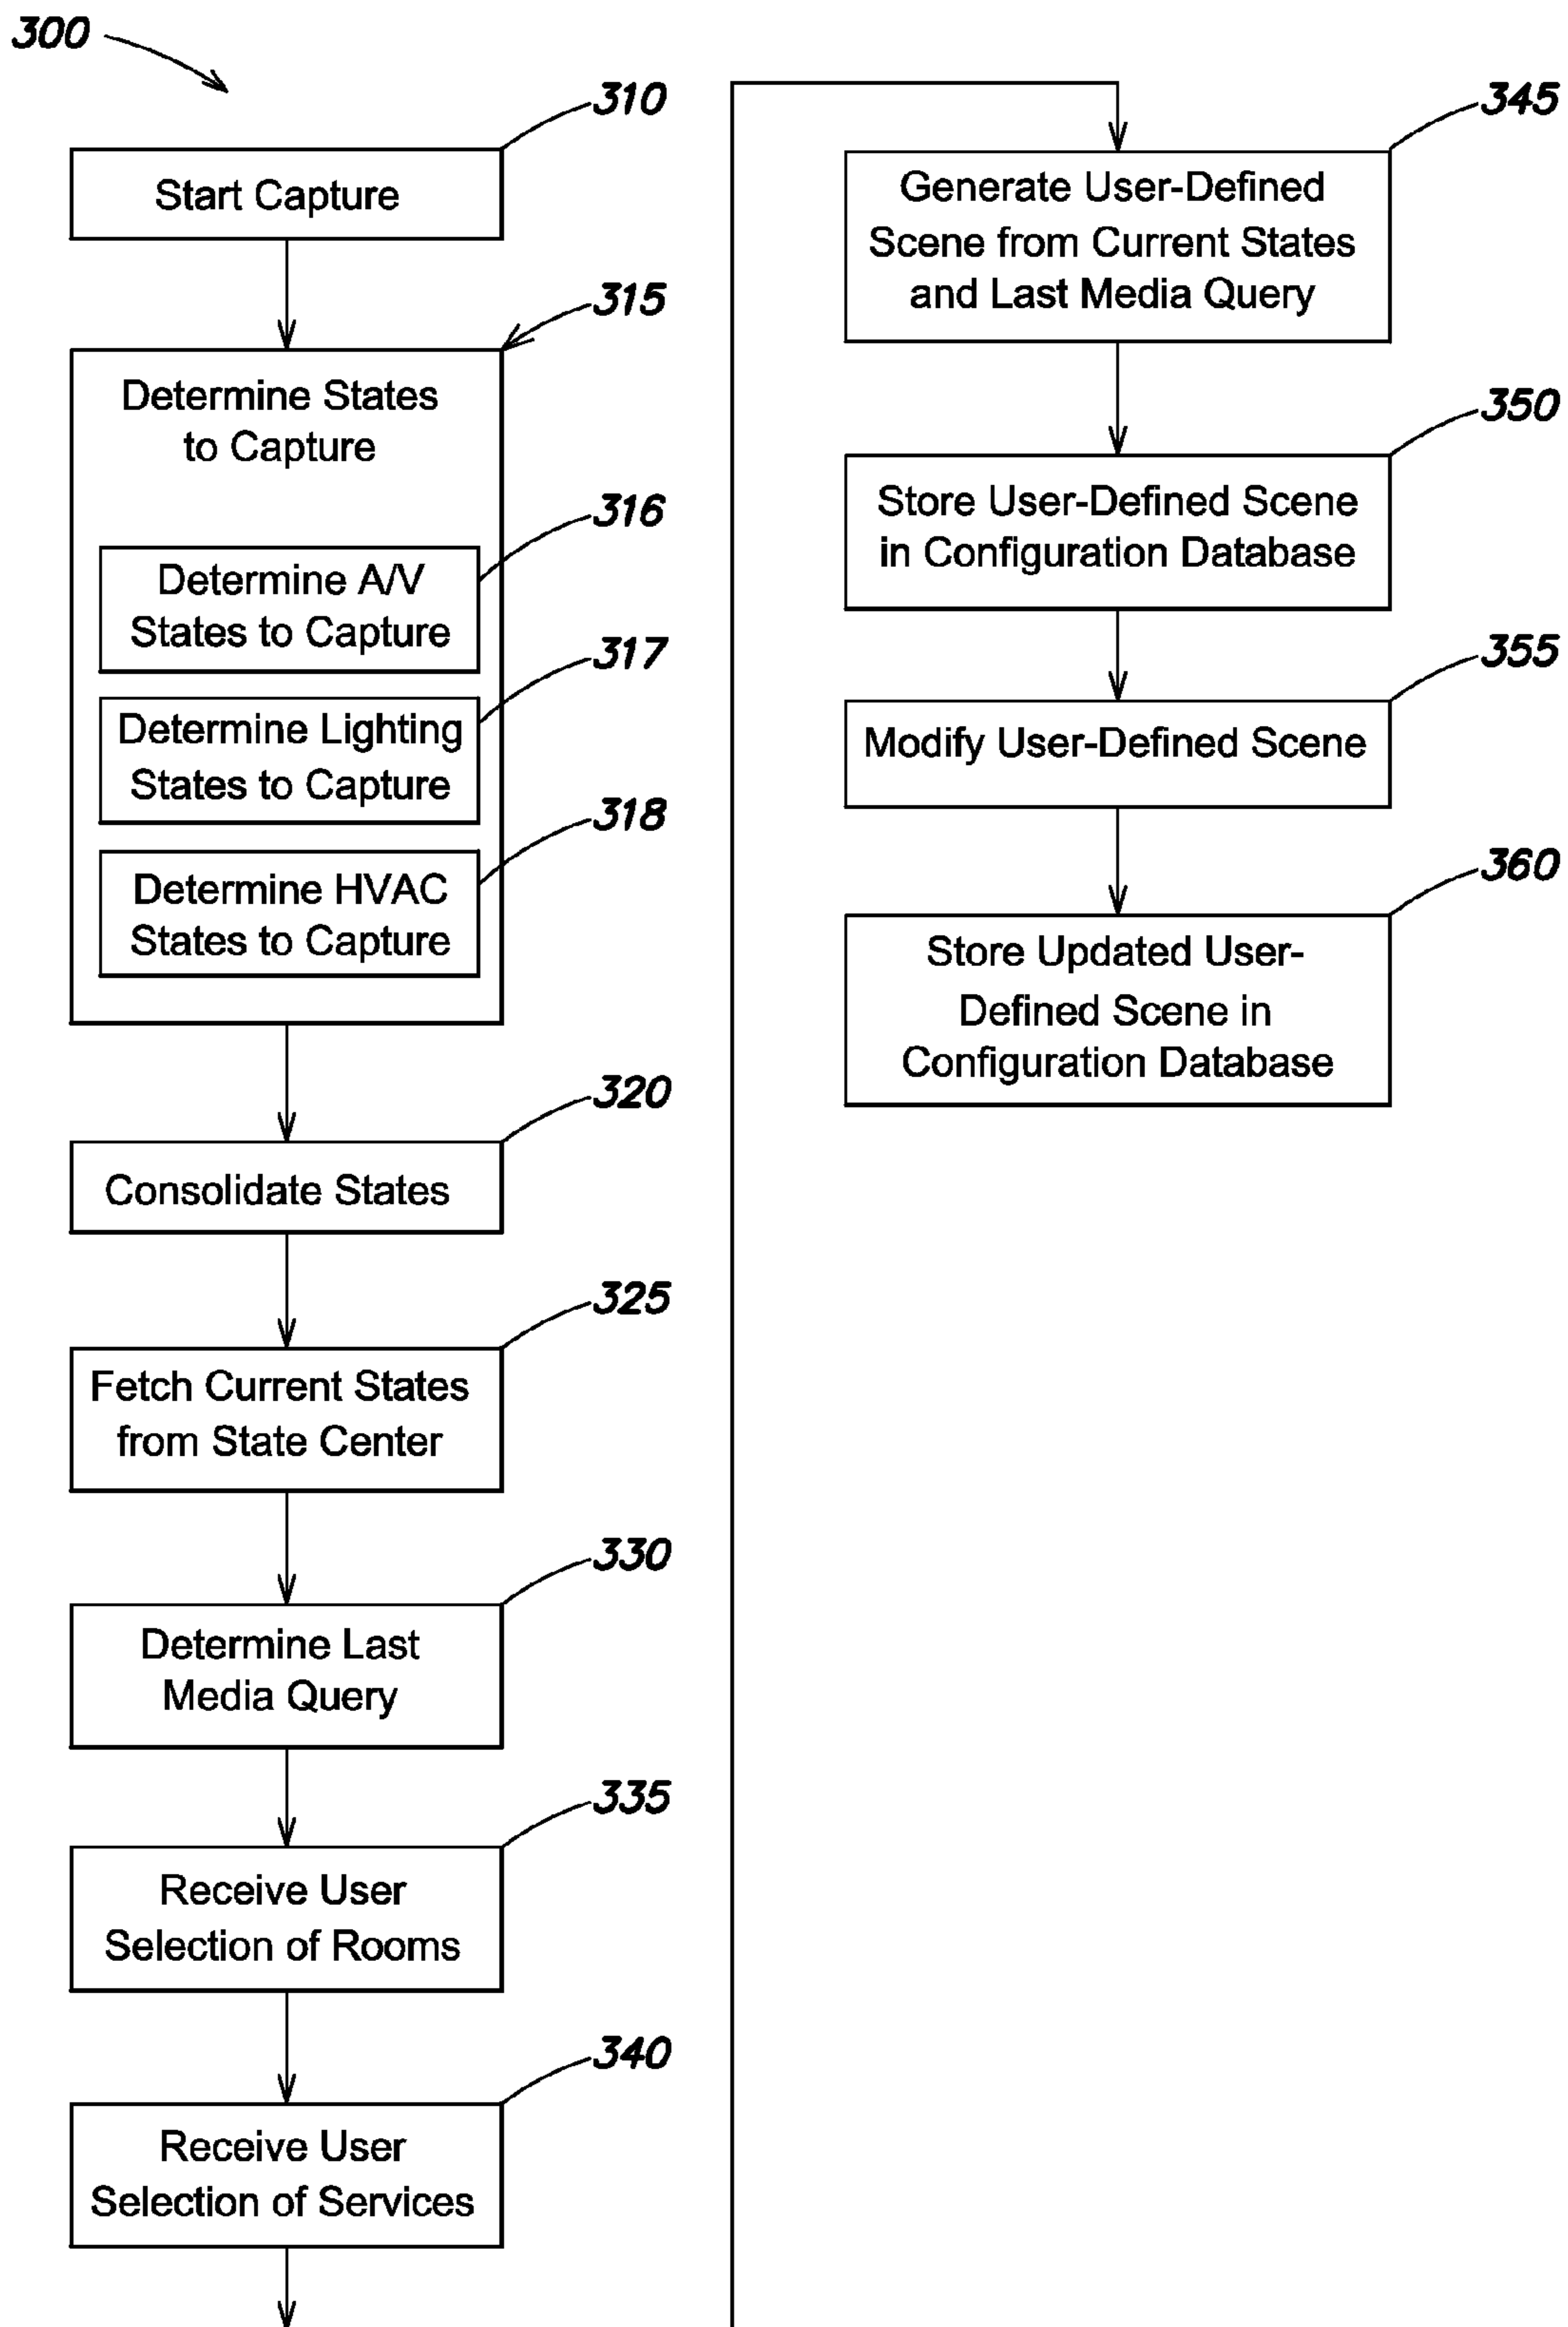 300
310
Start Capture
315
Determine States
to Capture
316
Determine A/V
States to Capture
317
Determine Lighting
States to Capture
318
Determine HVAC
States to Capture
320
Consolidate States
325
Fetch Current States
from State Center
330
Determine Last
Media Query
335
Receive User
Selection of Rooms
340
Receive User
Selection of Services
345
Generate User-Defined
Scene from Current States
and Last Media Query
350
Store User-Defined Scene
in Configuration Database
355
Modify User-Defined Scene
360
Store Updated User-
Defined Scene in
Configuration Database